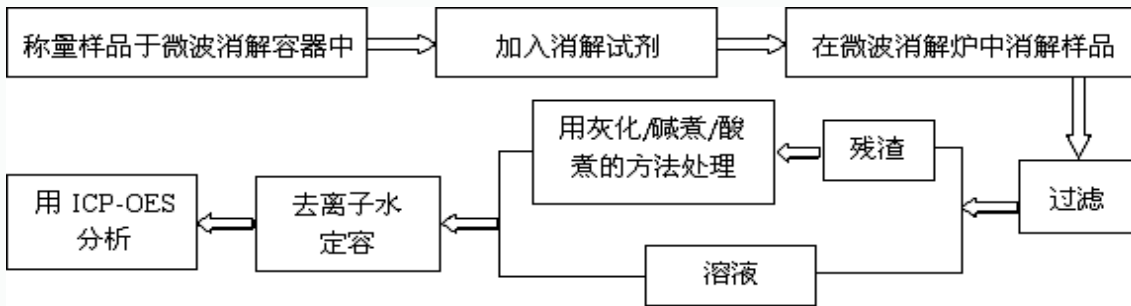 称量样品于微波消解容器中
加入消解试剂
在微波消解炉中消解样品
用灰化/碱煮/酸
煮的方法处理
残渣
过滤
用 ICP-OES
分析
去离子水
定容
溶液